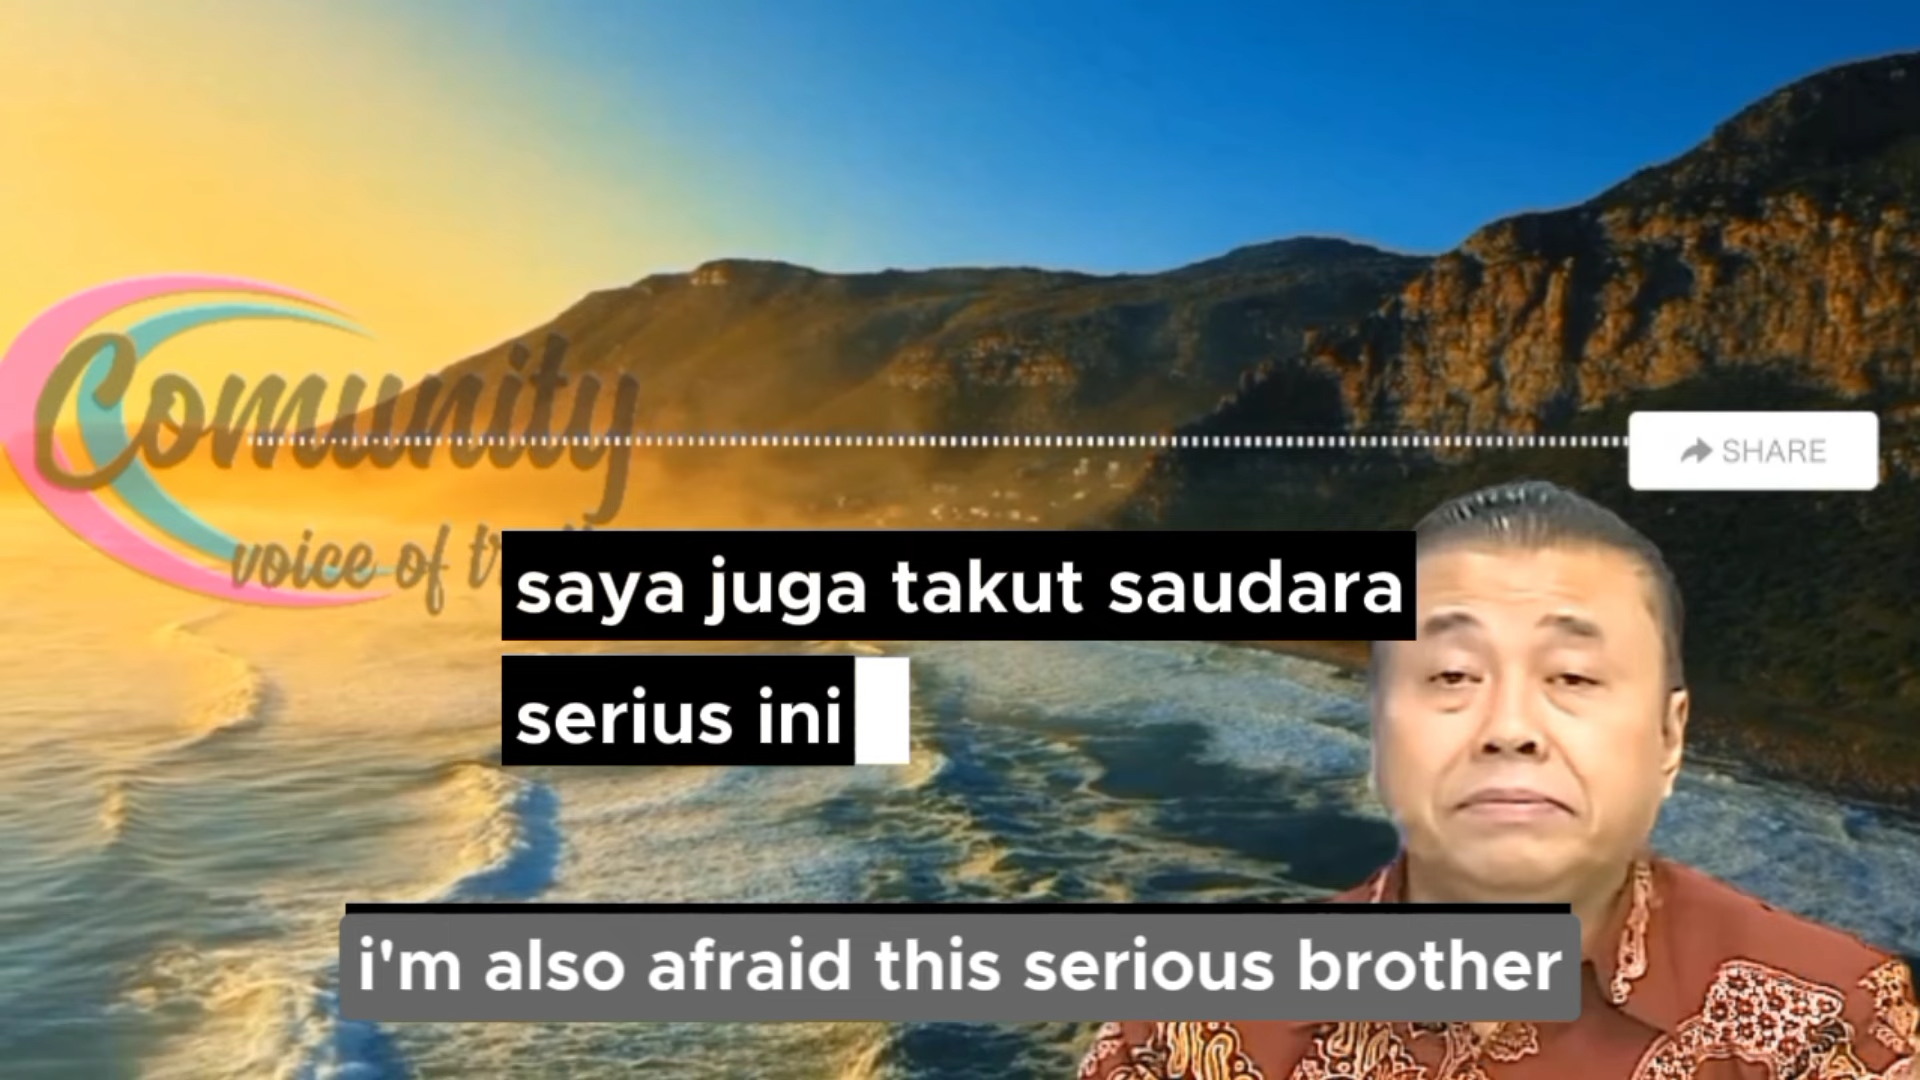 Comunity
voice of
SHARE
saya juga takut saudara
serius ini
i'm also afraid this serious brother